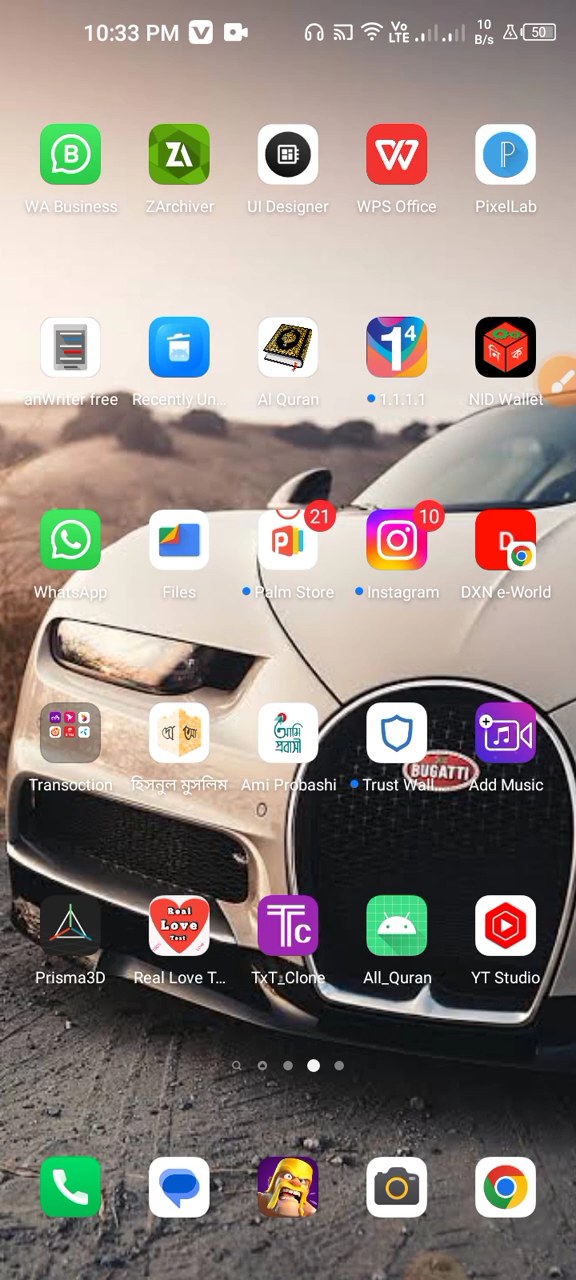 10:33 PM
Vo
LTE
10
B/s
50
WA Business
ZArchiver
UI Designer
WPS Office
PixelLab
anWriter free
Recently Un...
Al Quran
1.1.1.1
NID Wallet
21
10
WhatsApp
Files
Palm Store
Instagram
DXN e-World
আমি
প্রবাসী
BUGATTI
Transoction
হিসনুল মুসলিম
Ami Probashi
Trust Wall...
Add Music
Real
Love
Test
Prisma3D
Real Love T...
TxT_Clone
All_Quran
YT Studio